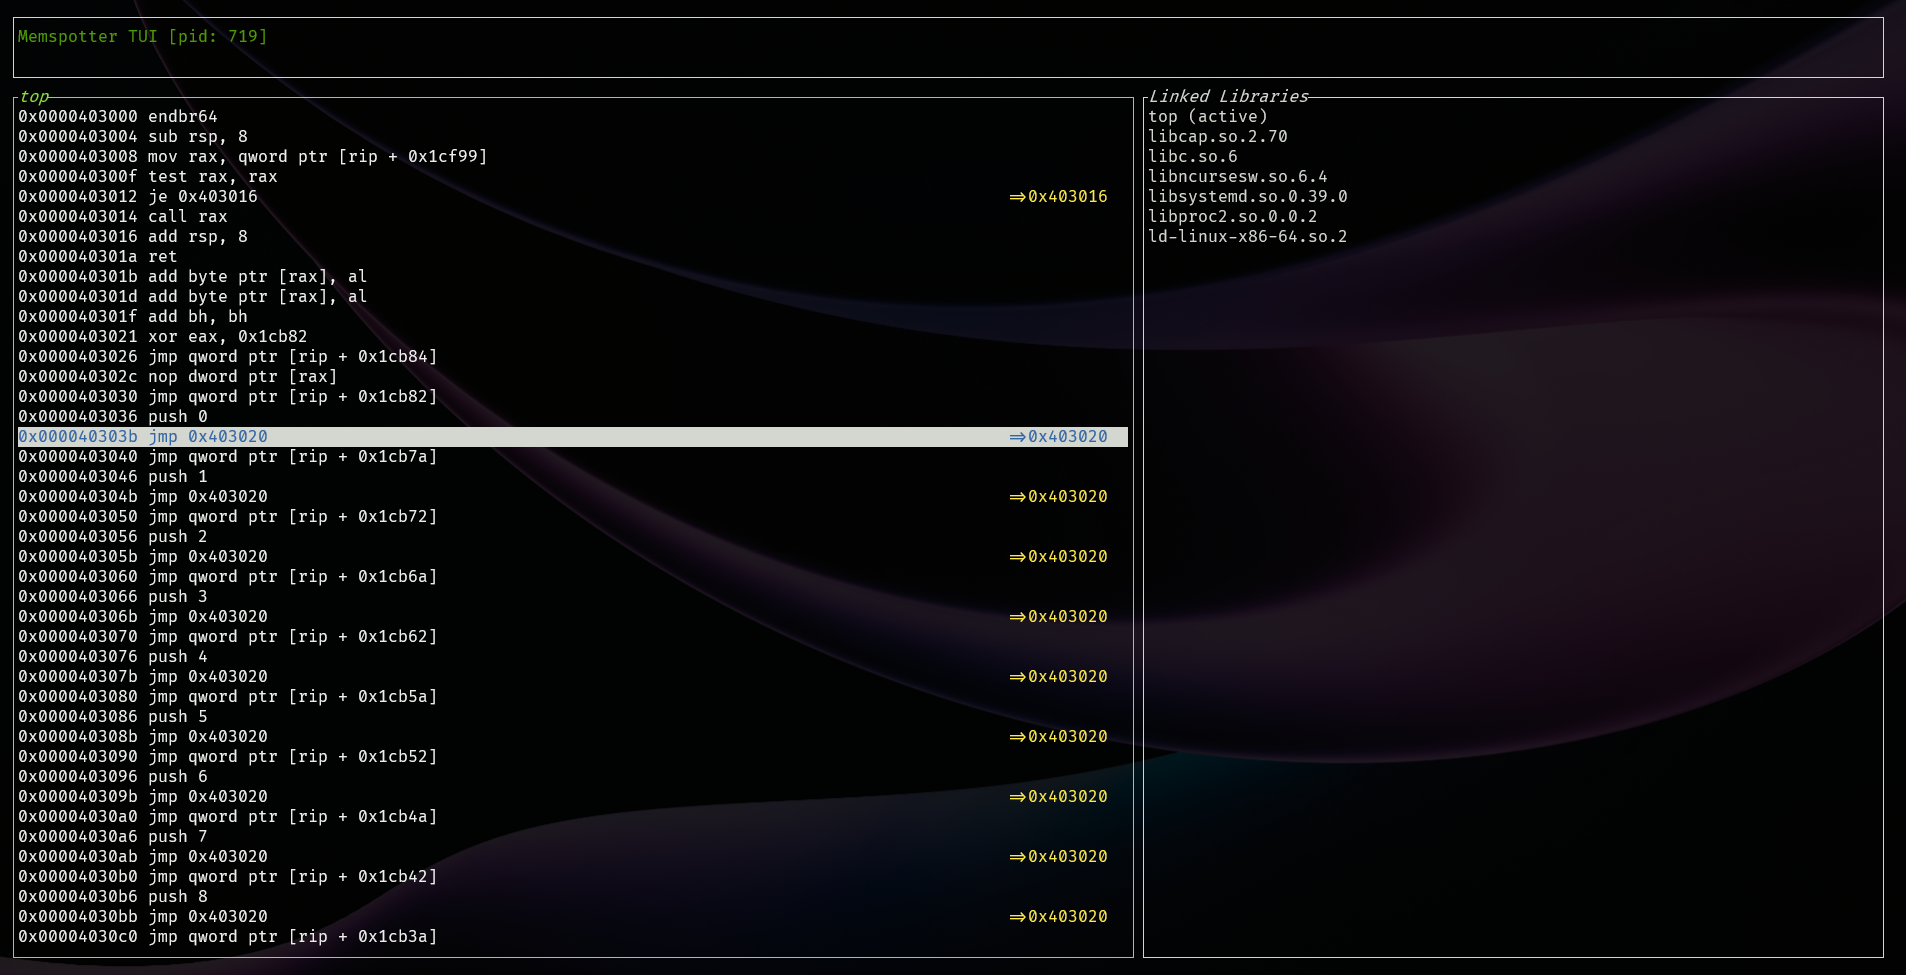 Memspotter TUI [pid: 719]
top
0x0000403000 endbr64
0x0000403004 sub rsp, 8
0x0000403008 mov rax, qword ptr [rip + 0x1cf99]
0x000040300f test rax, rax
0x0000403012 je 0x403016 ⇒0x403016
0x0000403014 call rax
0x0000403016 add rsp, 8
0x000040301a ret
0x000040301b add byte ptr [rax], al
0x000040301d add byte ptr [rax], al
0x000040301f add bh, bh
0x0000403021 xor eax, 0x1cb82
0x0000403026 jmp qword ptr [rip + 0x1cb84]
0x000040302c nop dword ptr [rax]
0x0000403030 jmp qword ptr [rip + 0x1cb82]
0x0000403036 push 0
0x000040303b jmp 0x403020 ⇒0x403020
0x0000403040 jmp qword ptr [rip + 0x1cb7a]
0x0000403046 push 1
0x000040304b jmp 0x403020 ⇒0x403020
0x0000403050 jmp qword ptr [rip + 0x1cb72]
0x0000403056 push 2
0x000040305b jmp 0x403020 ⇒0x403020
0x0000403060 jmp qword ptr [rip + 0x1cb6a]
0x0000403066 push 3
0x000040306b jmp 0x403020 ⇒0x403020
0x0000403070 jmp qword ptr [rip + 0x1cb62]
0x0000403076 push 4
0x000040307b jmp 0x403020 ⇒0x403020
0x0000403080 jmp qword ptr [rip + 0x1cb5a]
0x0000403086 push 5
0x000040308b jmp 0x403020 ⇒0x403020
0x0000403090 jmp qword ptr [rip + 0x1cb52]
0x0000403096 push 6
0x000040309b jmp 0x403020 ⇒0x403020
0x00004030a0 jmp qword ptr [rip + 0x1cb4a]
0x00004030a6 push 7
0x00004030ab jmp 0x403020 ⇒0x403020
0x00004030b0 jmp qword ptr [rip + 0x1cb42]
0x00004030b6 push 8
0x00004030bb jmp 0x403020 ⇒0x403020
0x00004030c0 jmp qword ptr [rip + 0x1cb3a]
Linked Libraries
top (active)
libcap.so.2.70
libc.so.6
libncursesw.so.6.4
libsystemd.so.0.39.0
libproc2.so.0.0.2
ld-linux-x86-64.so.2